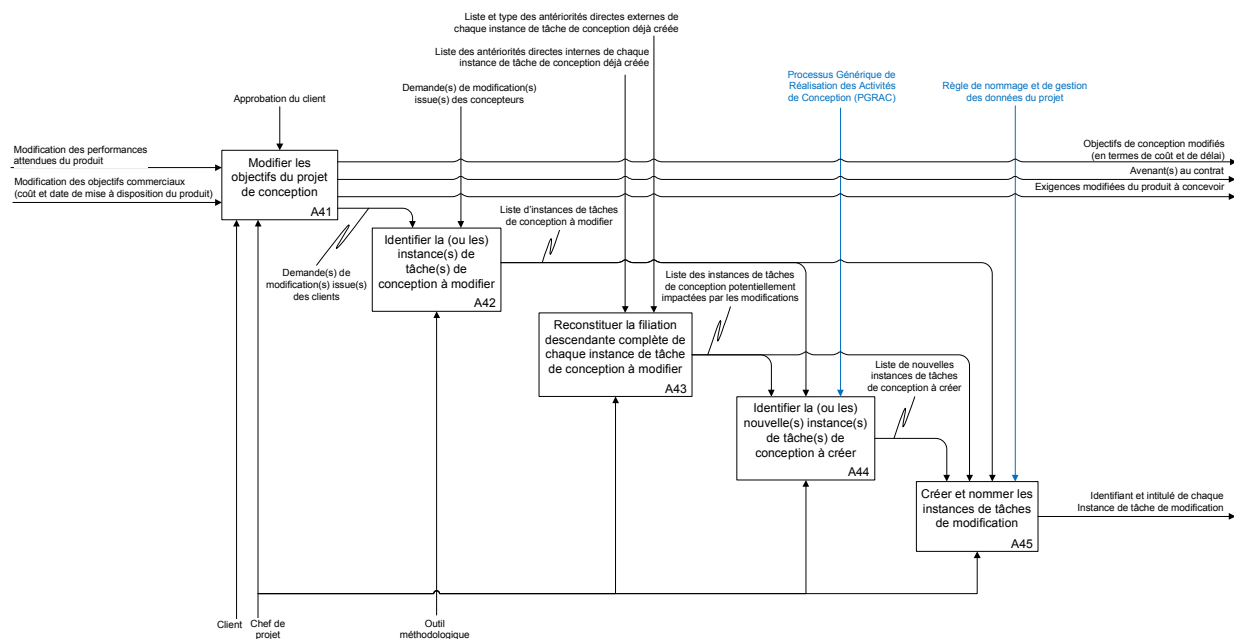 Liste et type des antériorités directes externes de
chaque instance de tâche de conception déjà créée
Liste des antériorités directes internes de chaque
instance de tâche de conception déjà créée
Processus Générique de
Réalisation des Activités
de Conception (PGRAC)
Règle de nommage et de gestion
des données du projet
Approbation du client
Demande(s) de modification(s)
issue(s) des concepteurs
Modification des performances
attendues du produit
Modification des objectifs commerciaux
(coût et date de mise à disposition du produit)
Modifier les
objectifs du projet
de conception
A41
Objectifs de conception modifiés
(en termes de coût et de délai)
Avenant(s) au contrat
Exigences modifiées du produit à concevoir
Demande(s) de
modification(s) issue(s)
des clients
Identifier la (ou les)
instance(s) de
tâche(s) de
conception à modifier
A42
Liste d'instances de tâches
de conception à modifier
Liste des instances de tâches
de conception potentiellement
impactées par les modifications
Reconstituer la filiation
descendante complète de
chaque instance de tâche
de conception à modifier
A43
Liste de nouvelles
instances de tâches
de conception à créer
Identifier la (ou les)
nouvelle(s) instance(s)
de tâche(s) de
conception à créer
A44
Créer et nommer les
instances de tâches
de modification
A45
Identifiant et intitulé de chaque
Instance de tâche de modification
Client
Chef de
projet
Outil
méthodologique